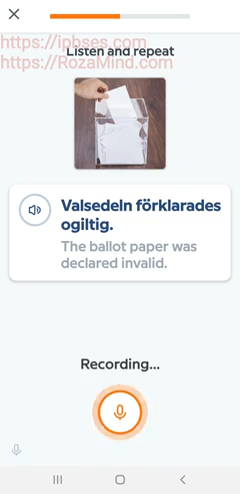 https://ipbses.com
Listen and repeat
https://RozaMind.com
Valsedeln förklarades
ogiltig.
The ballot paper was
declared invalid.
Recording...